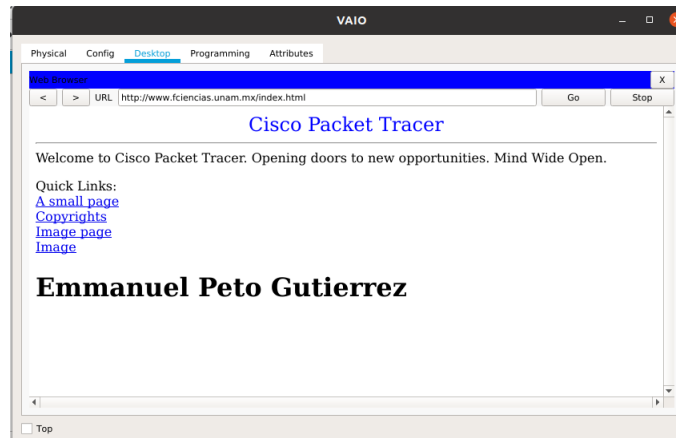 VAIO
Physical Config Desktop Programming Attributes
Web Browser X
< > URL http://www.fciencias.unam.mx/index.html Go Stop
Cisco Packet Tracer
Welcome to Cisco Packet Tracer. Opening doors to new opportunities. Mind Wide Open.
Quick Links:
A small page
Copyrights
Image page
Image
Emmanuel Peto Gutierrez
Top